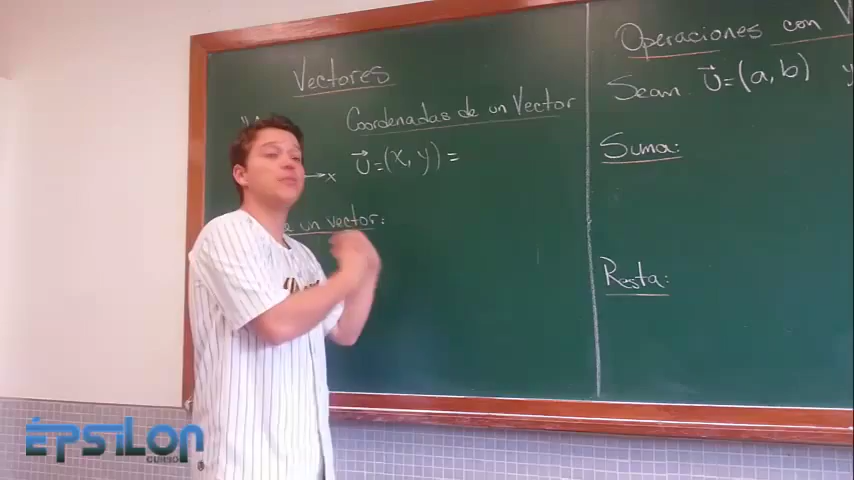 Vectores
Coordenadas de un Vector
U=(x, y) =
x
un vector:
Operaciones con
Sean U=(a, b) y
Suma:
Resta:
EPSILON
CURSO